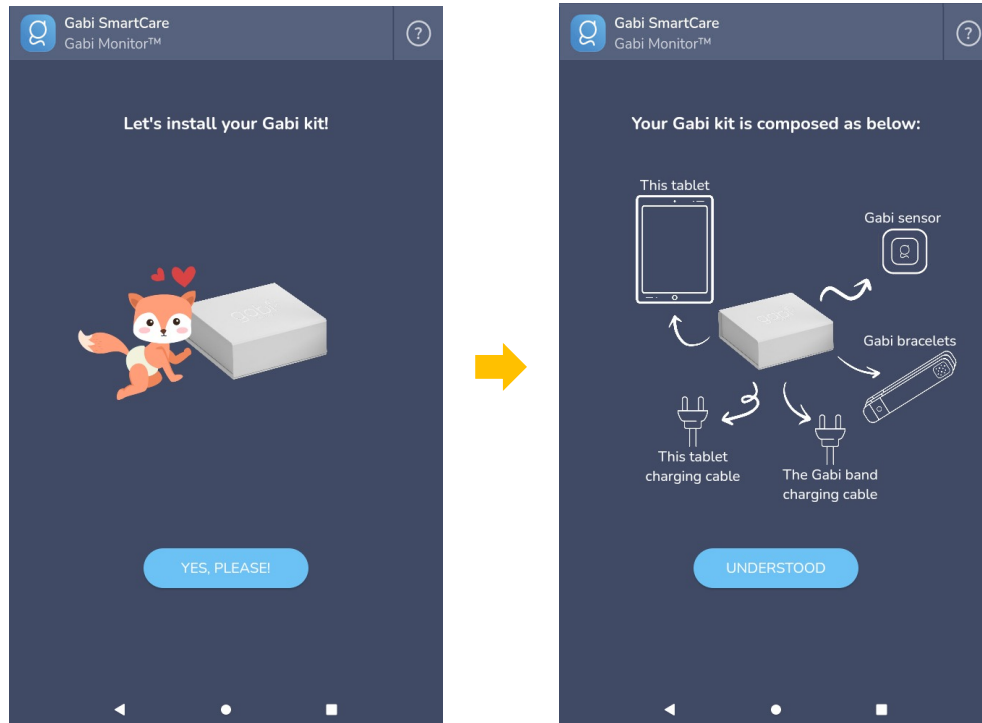 Gabi SmartCare
Gabi Monitor™
?
Let's install your Gabi kit!
gabi
YES, PLEASE!
Gabi SmartCare
Gabi Monitor™
?
Your Gabi kit is composed as below:
This tablet
Gabi sensor
gabi
Gabi bracelets
This tablet
charging cable
The Gabi band
charging cable
UNDERSTOOD